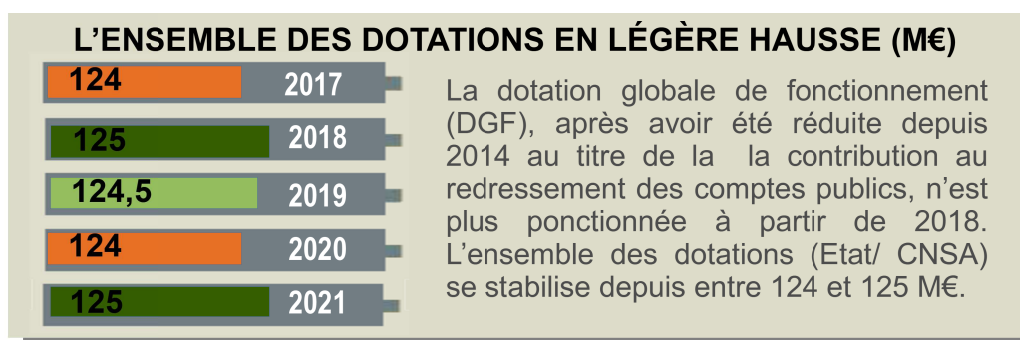 L'ENSEMBLE DES DOTATIONS EN LÉGÈRE HAUSSE (M€)
124 2017
125 2018
124,5 2019
124 2020
125 2021
La dotation globale de fonctionnement
(DGF), après avoir été réduite depuis
2014 au titre de la la contribution au
redressement des comptes publics, n'est
plus ponctionnée à partir de 2018.
L'ensemble des dotations (Etat/ CNSA)
se stabilise depuis entre 124 et 125 M€.